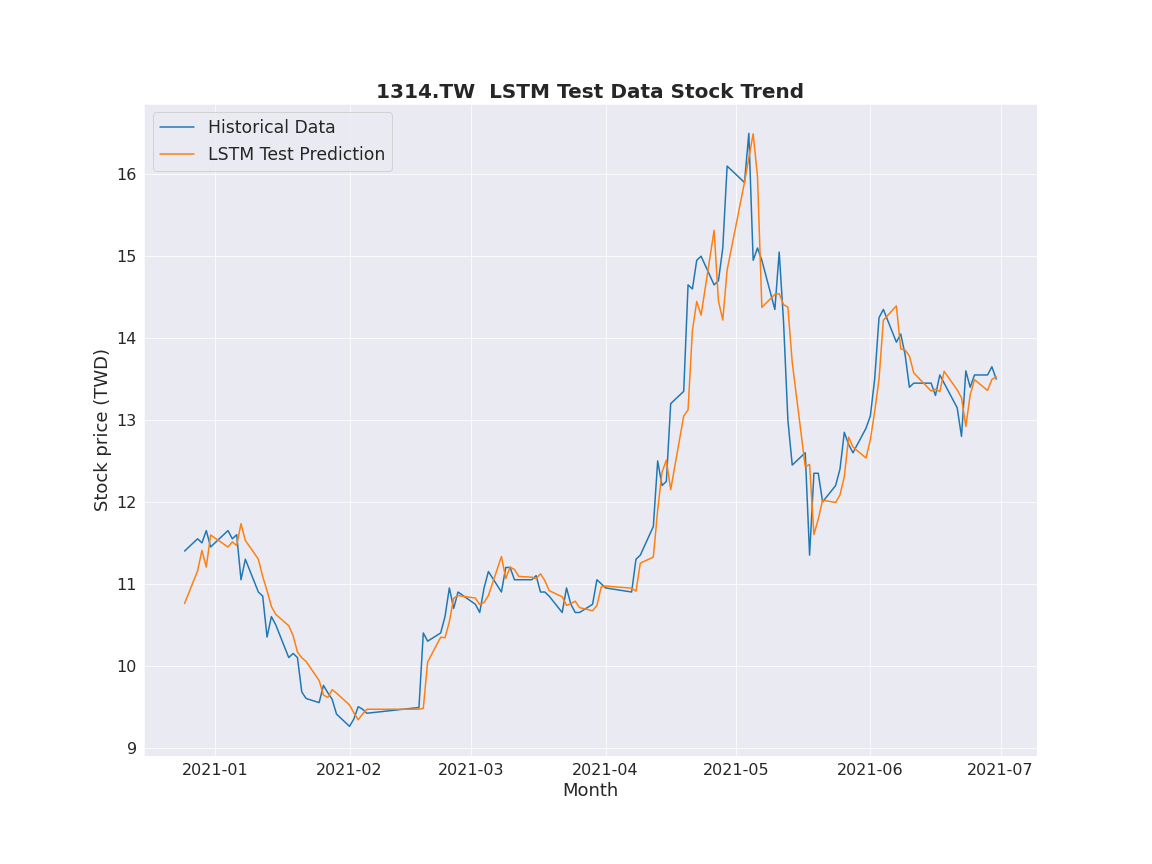 1314.TW  LSTM Test Data Stock Trend
Historical Data
LSTM Test Prediction
Stock price (TWD)
16
15
14
13
12
11
10
9
2021-01 2021-02 2021-03 2021-04 2021-05 2021-06 2021-07
Month